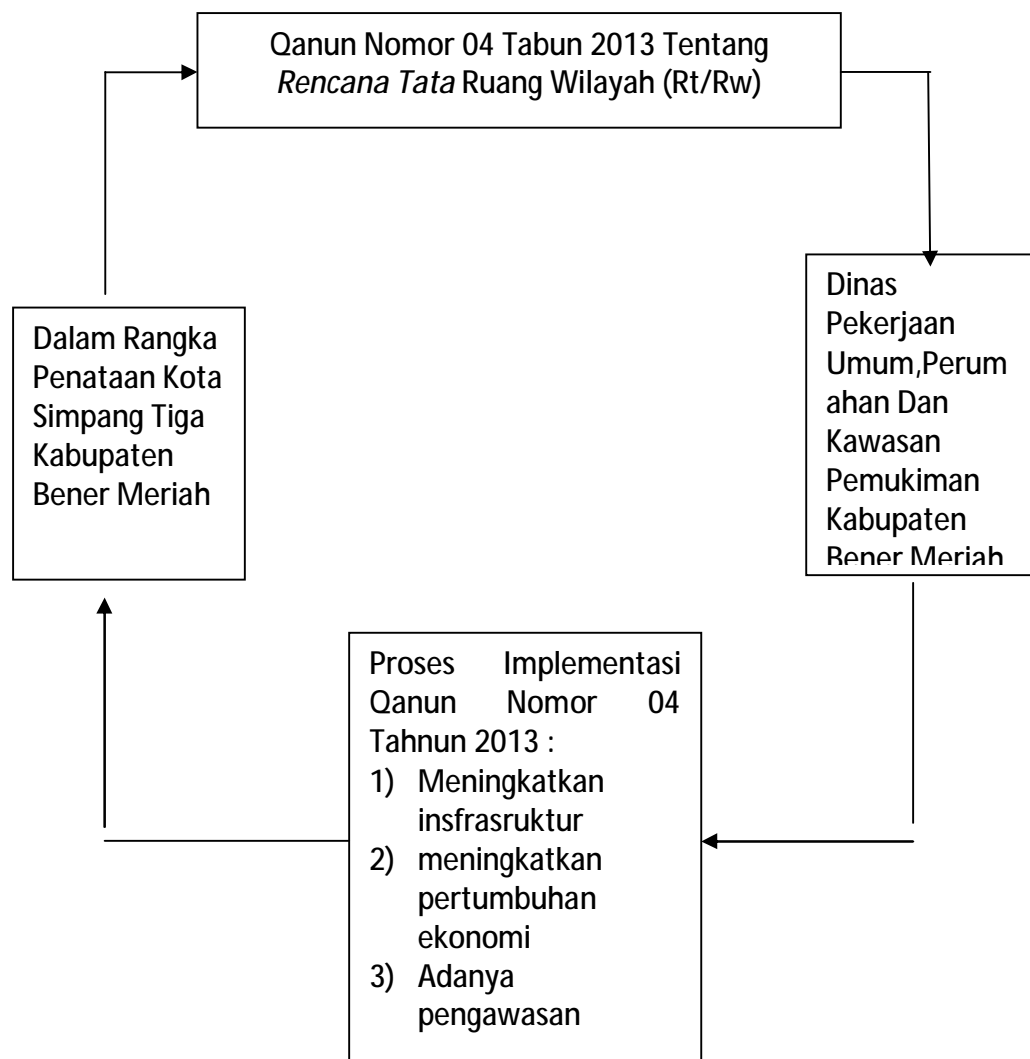 Qanun Nomor 04 Tabun 2013 Tentang
Rencana Tata Ruang Wilayah (Rt/Rw)
Dinas
Pekerjaan
Umum,Perum
ahan Dan
Kawasan
Pemukiman
Kabupaten
Bener Meriah
Proses Implementasi
Qanun Nomor 04
Tahnun 2013 :
1) Meningkatkan
insfrasruktur
2) meningkatkan
pertumbuhan
ekonomi
3) Adanya
pengawasan
Dalam Rangka
Penataan Kota
Simpang Tiga
Kabupaten
Bener Meriah